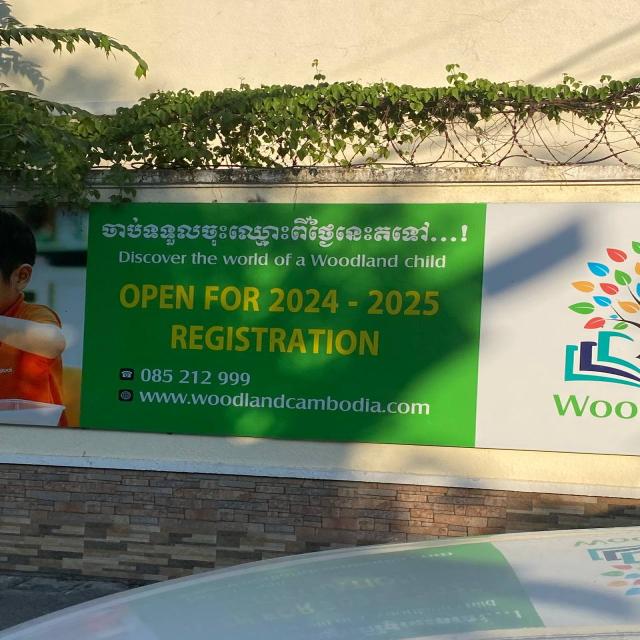 ចាប់ទទួលចុះឈ្មោះពីថ្ងៃនេះតទៅ...!
Discover the world of a Woodland child
OPEN FOR 2024 - 2025
REGISTRATION
085 212 999
www.woodlandcambodia.com
Woo